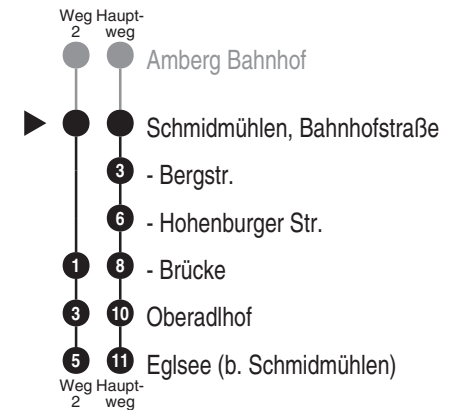 Weg Haupt-
2 weg
Amberg Bahnhof
Schmidmühlen, Bahnhofstraße
3 - Bergstr.
6 - Hohenburger Str.
1 8 - Brücke
3 10 Oberadlhof
5 11 Eglsee (b. Schmidmühlen)
Weg Haupt-
2 weg